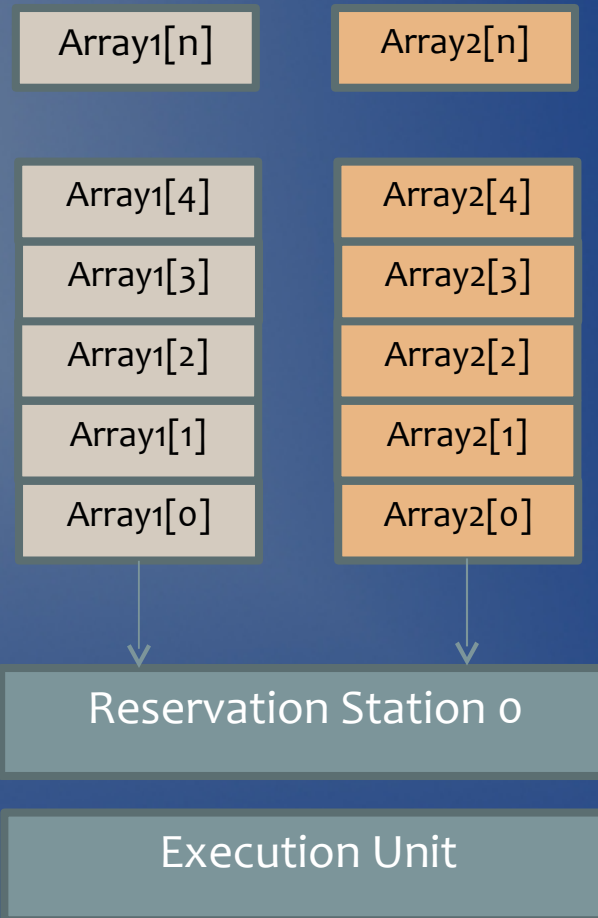 Array1[n]
Array2[n]
Array1[4]
Array2[4]
Array1[3]
Array2[3]
Array1[2]
Array2[2]
Array1[1]
Array2[1]
Array1[0]
Array2[0]
Reservation Station 0
Execution Unit